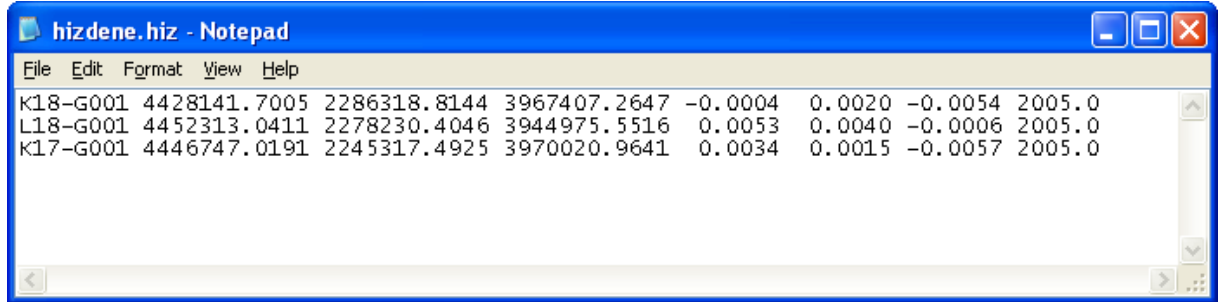 hizdene.hiz - Notepad
File Edit Format View Help
K18-G001 4428141.7005 2286318.8144 3967407.2647 -0.0004 0.0020 -0.0054 2005.0
L18-G001 4452313.0411 2278230.4046 3944975.5516 0.0053 0.0040 -0.0006 2005.0
K17-G001 4446747.0191 2245317.4925 3970020.9641 0.0034 0.0015 -0.0057 2005.0